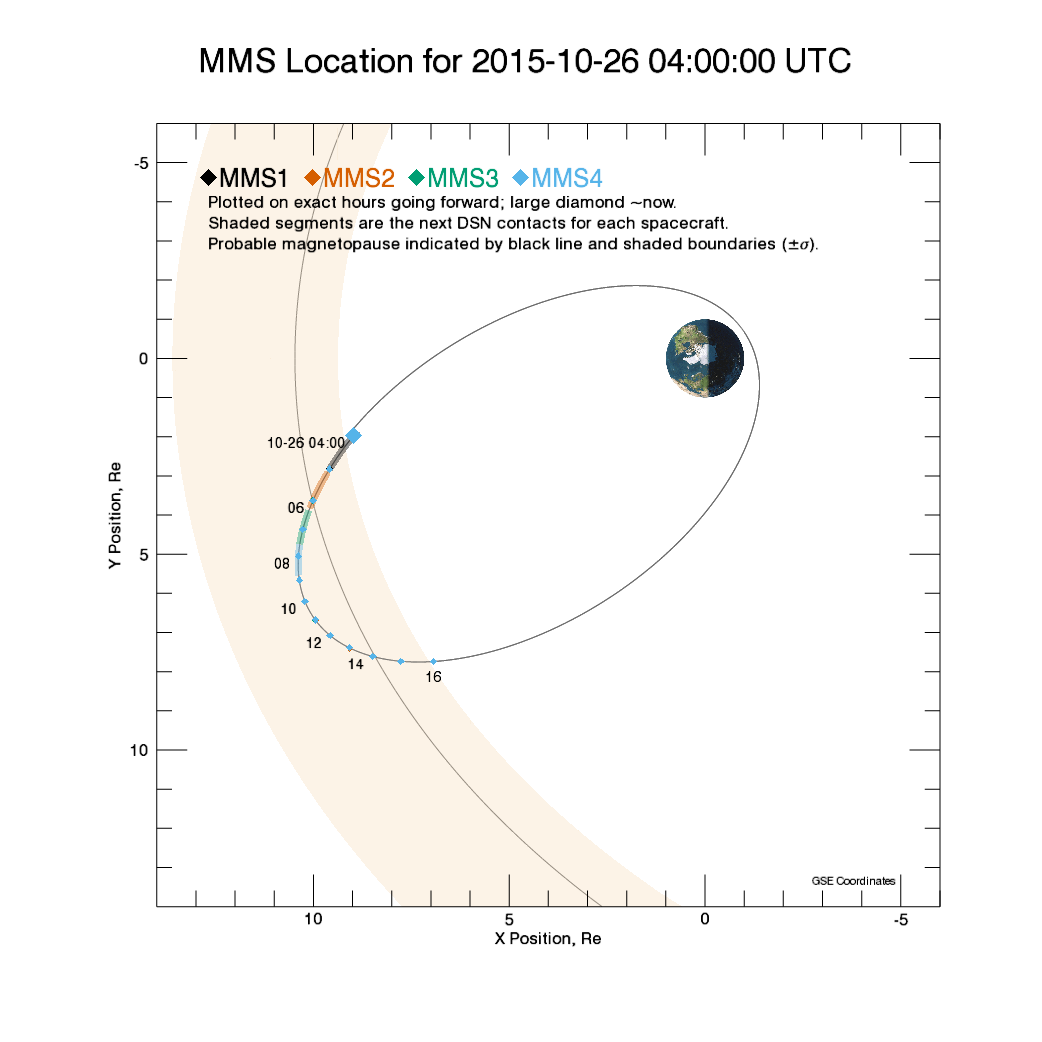 MMS Location for 2015-10-26 04:00:00 UTC
-5
MMS1 MMS2 MMS3 MMS4
Plotted on exact hours going forward; large diamond ~now.
Shaded segments are the next DSN contacts for each spacecraft.
Probable magnetopause indicated by black line and shaded boundaries (±σ).
0
10-26 04:00
Y Position, Re
06
5
08
10
12
14
16
10
GSE Coordinates
10 5 0 -5
X Position, Re